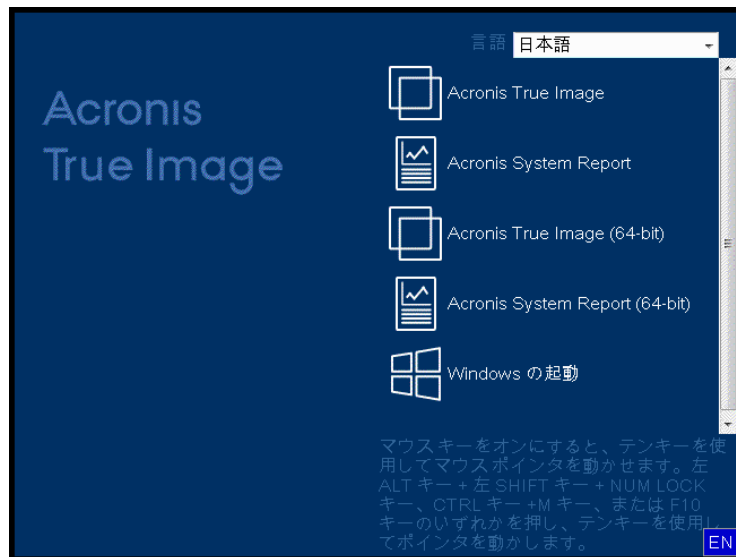 言語 日本語
Acronis
True Image
Acronis True Image
Acronis System Report
Acronis True Image (64-bit)
Acronis System Report (64-bit)
Windows の起動
マウスキーをオンにすると、テンキーを使
用してマウスポインタを動かせます。左
ALT キー + 左 SHIFT キー + NUM LOCK
キー、CTRL キー +M キー、または F10
キーのいずれかを押し、テンキーを使用し
てポインタを動かします。
EN